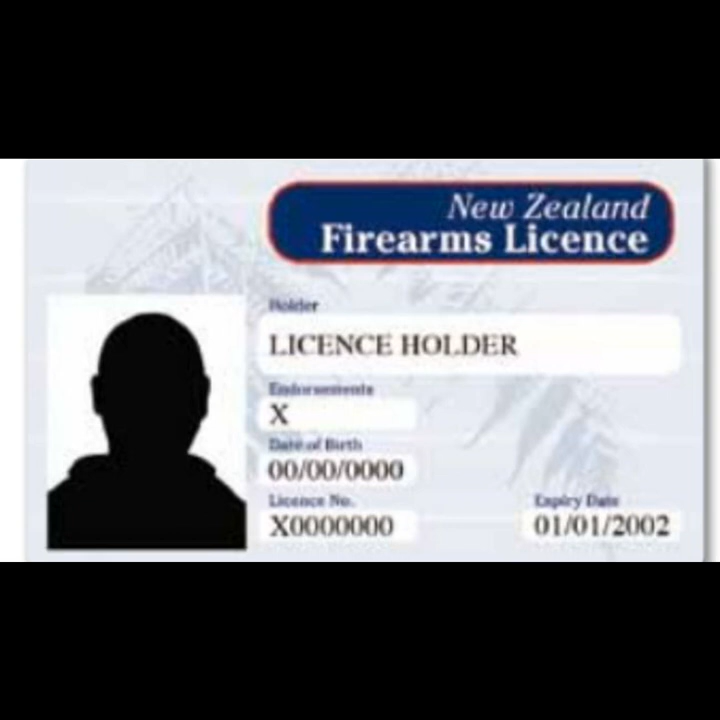 New Zealand
Firearms Licence
Holder
LICENCE HOLDER
Endorsements
X
Date of Birth
00/00/0000
Licence No.
X0000000
Expiry Date
01/01/2002